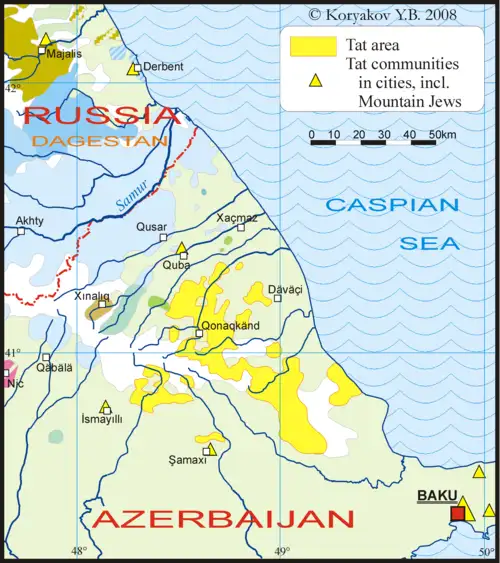 © Koryakov Y.B. 2008
Tat area
Tat communities
in cities, incl.
Mountain Jews
0 10 20 30 40 50km
Majalis
Derbent
42°
RUSSIA
DAGESTAN
Samur
CASPIAN
SEA
Akhty
Qusar
Xaçmaz
Quba
Xınalıq
Dəvəçi
Qonaqkənd
41°
Qəbələ
Nic
İsmayıllı
Şamaxı
BAKU
AZERBAIJAN
48°
49°
50°